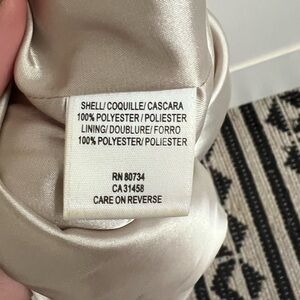 SHELL/ COQUILLE/ CASCARA
100% POLYESTER / POLIESTER
LINING/ DOUBLURE/ FORRO
100% POLYESTER/ POLIESTER
RN 80734
CA 31458
CARE ON REVERSE